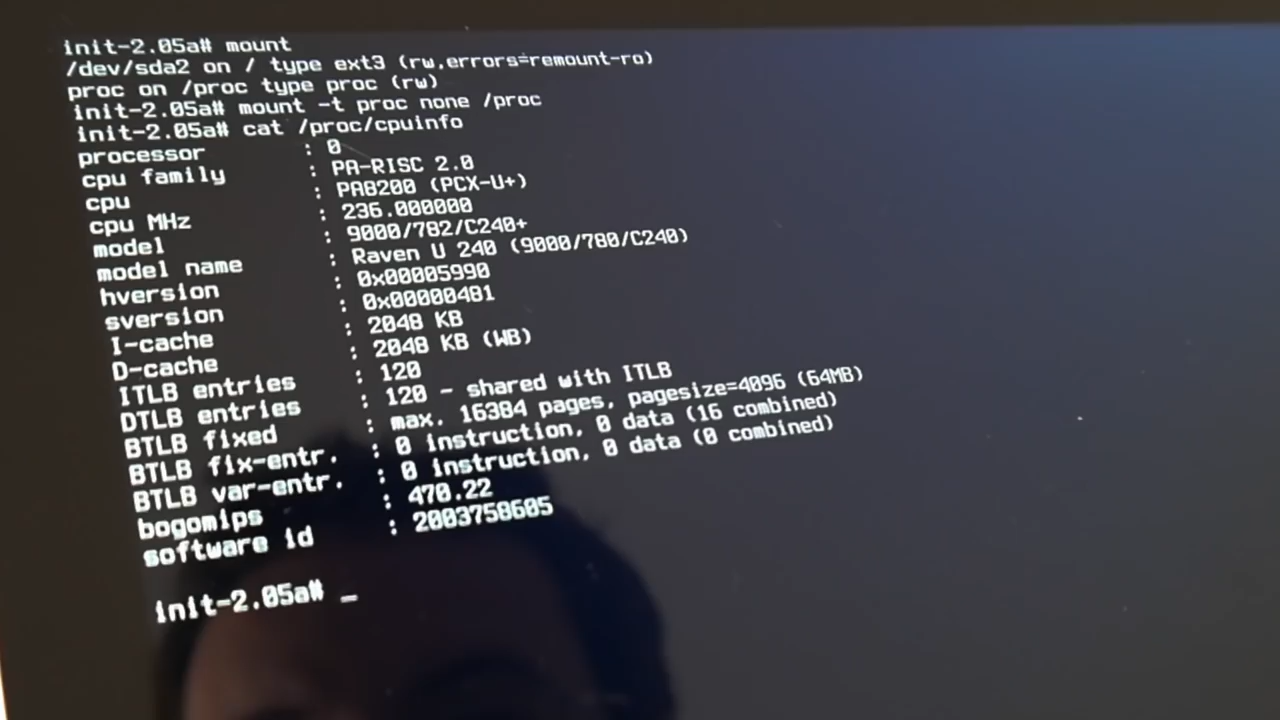 init-2.05a# mount
/dev/sda2 on / type ext3 (rw,errors=remount-ro)
proc on /proc type proc (rw)
init-2.05a# mount -t proc none /proc
init-2.05a# cat /proc/cpuinfo
processor : 0
cpu family : PA-RISC 2.0
cpu : PA8200 (PCX-U+)
cpu MHz : 236.000000
model : 9000/782/C240+
model name : Raven U 240 (9000/780/C240)
hversion : 0x00005990
sversion : 0x00000481
I-cache : 2048 KB
D-cache : 2048 KB (WB)
ITLB entries : 120
DTLB entries : 120 - shared with ITLB
BTLB fixed : max. 16384 pages, pagesize=4096 (64MB)
BTLB fix-entr. : 0 instruction, 0 data (16 combined)
BTLB var-entr. : 0 instruction, 0 data (0 combined)
bogomips : 470.22
software id : 2003758605
init-2.05a# _